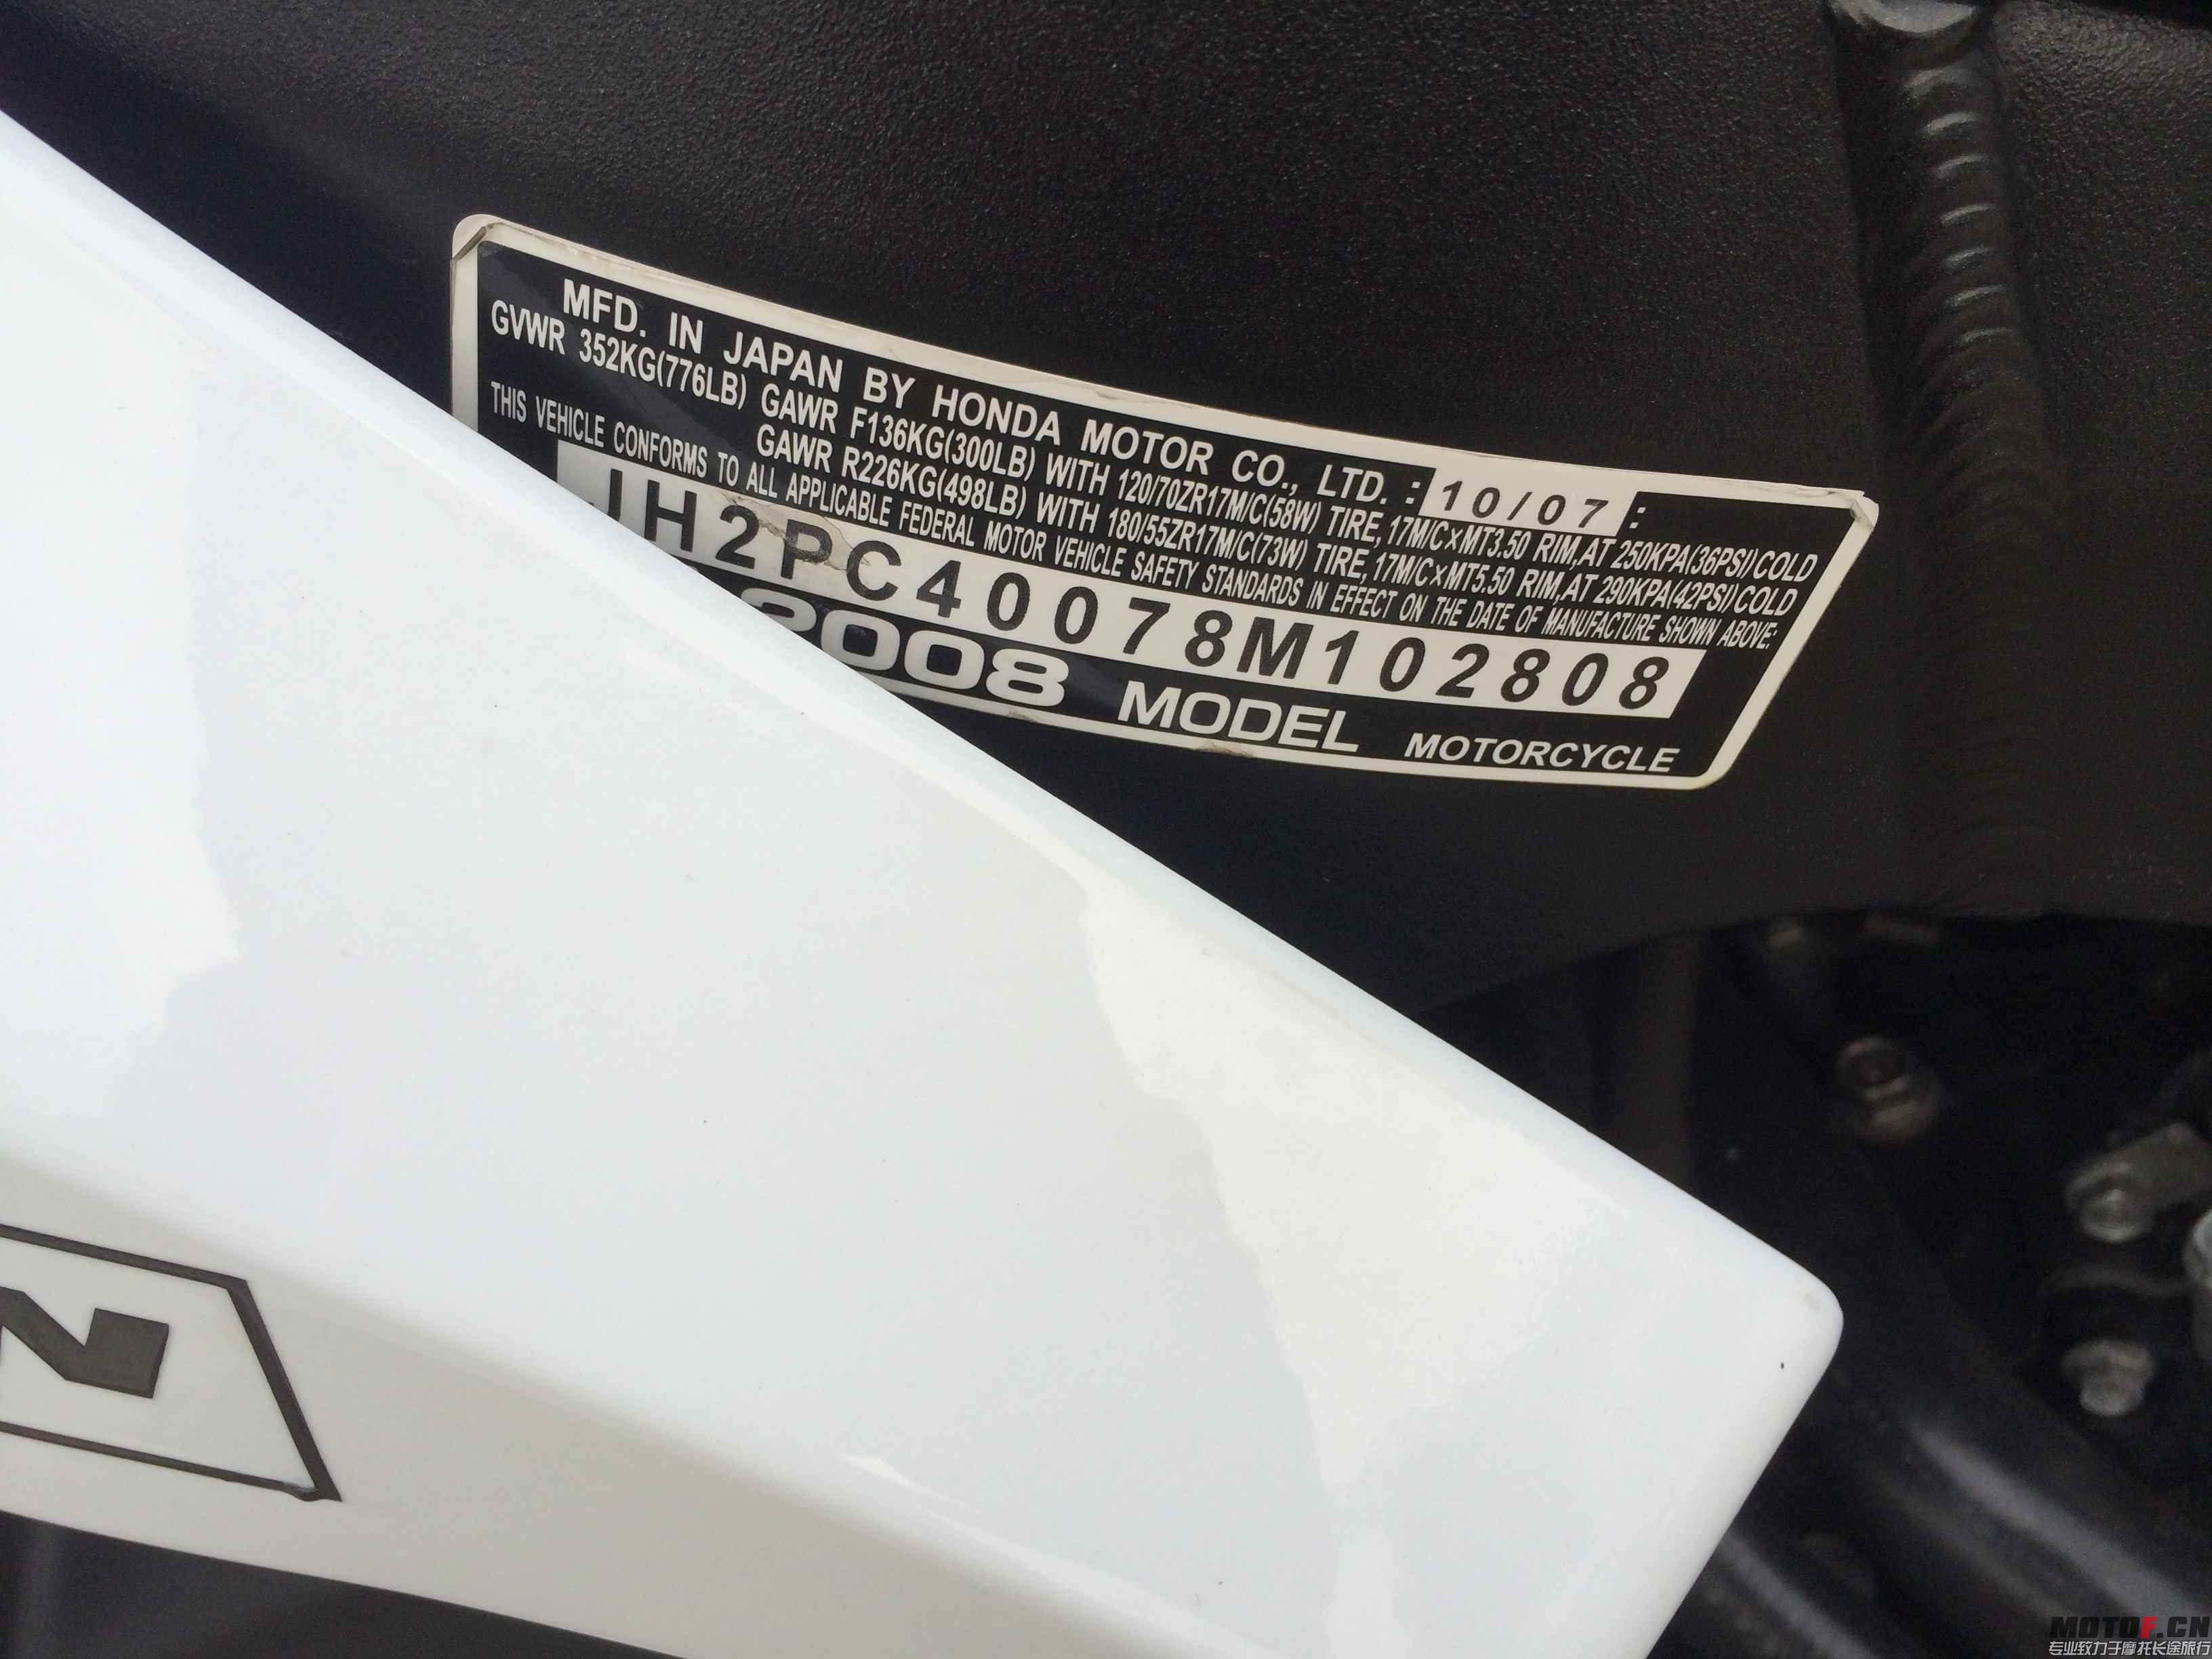 MFD. IN JAPAN BY HONDA MOTOR CO., LTD. : 10/07 :
GVWR 352KG(776LB) GAWR F136KG(300LB) WITH 120/70ZR17M/C(58W) TIRE,17M/C×MT3.50 RIM,AT 250KPA(36PSI)COLD
GAWR R226KG(498LB) WITH 180/55ZR17M/C(73W) TIRE,17M/C×MT5.50 RIM,AT 290KPA(42PSI)COLD
THIS VEHICLE CONFORMS TO ALL APPLICABLE FEDERAL MOTOR VEHICLE SAFETY STANDARDS IN EFFECT ON THE DATE OF MANUFACTURE SHOWN ABOVE:
JH2PC40078M102808
2008 MODEL MOTORCYCLE
N
MOTOF.CN
专业致力于摩托长途旅行